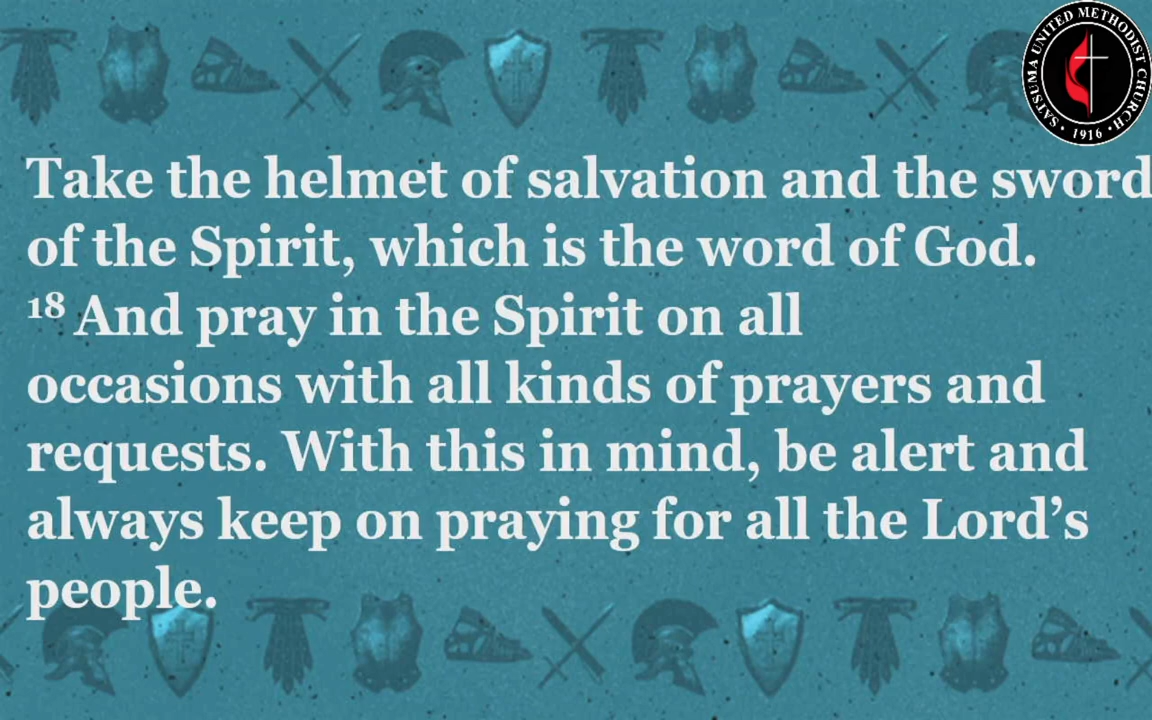 SATSUMA UNITED METHODIST CHURCH
• 1916 •
Take the helmet of salvation and the sword
of the Spirit, which is the word of God.
18 And pray in the Spirit on all
occasions with all kinds of prayers and
requests. With this in mind, be alert and
always keep on praying for all the Lord’s
people.